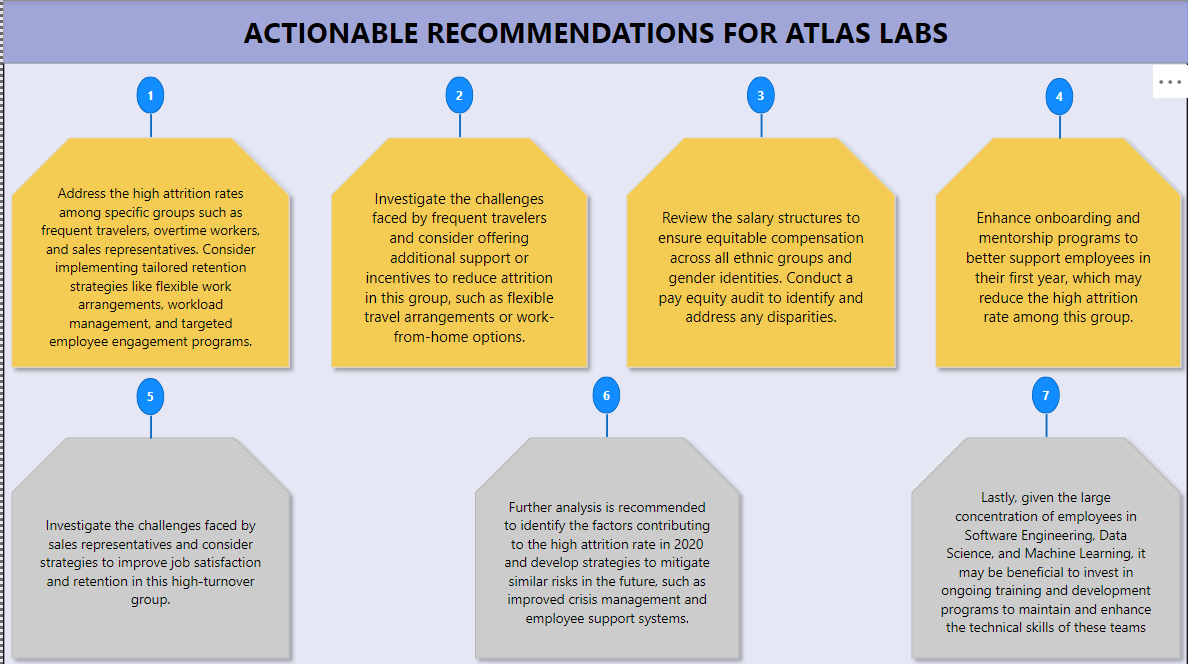 ACTIONABLE RECOMMENDATIONS FOR ATLAS LABS
1
Address the high attrition rates
among specific groups such as
frequent travelers, overtime workers,
and sales representatives. Consider
implementing tailored retention
strategies like flexible work
arrangements, workload
management, and targeted
employee engagement programs.
2
Investigate the challenges
faced by frequent travelers
and consider offering
additional support or
incentives to reduce attrition
in this group, such as flexible
travel arrangements or work-
from-home options.
3
Review the salary structures to
ensure equitable compensation
across all ethnic groups and
gender identities. Conduct a
pay equity audit to identify and
address any disparities.
4
Enhance onboarding and
mentorship programs to
better support employees in
their first year, which may
reduce the high attrition
rate among this group.
5
Investigate the challenges faced by
sales representatives and consider
strategies to improve job satisfaction
and retention in this high-turnover
group.
6
Further analysis is recommended
to identify the factors contributing
to the high attrition rate in 2020
and develop strategies to mitigate
similar risks in the future, such as
improved crisis management and
employee support systems.
7
Lastly, given the large
concentration of employees in
Software Engineering, Data
Science, and Machine Learning, it
may be beneficial to invest in
ongoing training and development
programs to maintain and enhance
the technical skills of these teams